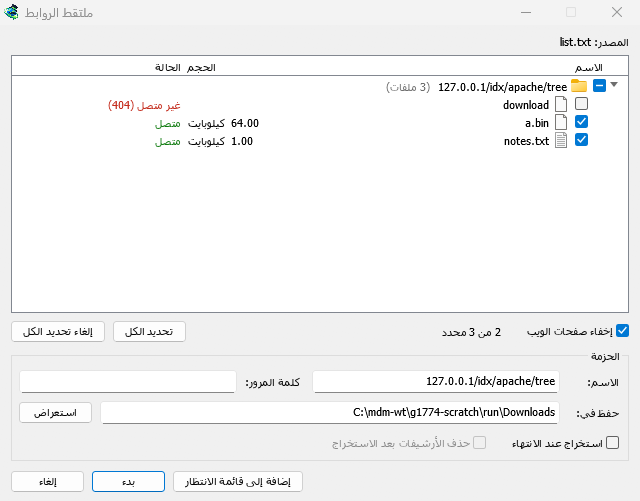 ملتقط الروابط
المصدر: list.txt
الاسم الحجم الحالة
127.0.0.1/idx/apache/tree (3 ملفات)
download غير متصل (404)
a.bin 64.00 كيلوبايت متصل
notes.txt 1.00 كيلوبايت متصل
إخفاء صفحات الويب 2 من 3 محدد تحديد الكل إلغاء تحديد الكل
الحزمة
الاسم: 127.0.0.1/idx/apache/tree كلمة المرور:
حفظ في: C:\mdm-wt\g1774-scratch\run\Downloads استعراض
استخراج عند الانتهاء حذف الأرشيفات بعد الاستخراج
إضافة إلى قائمة الانتظار بدء إلغاء